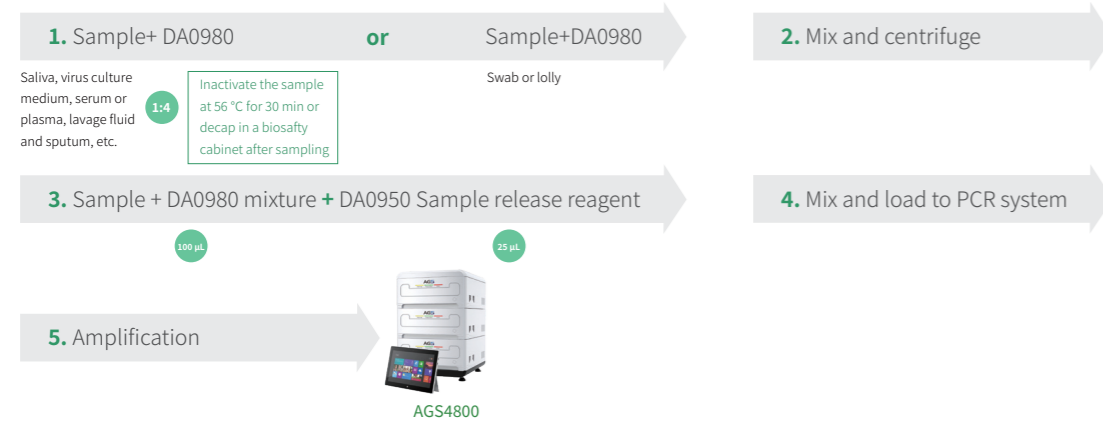 1. Sample+ DA0980 or Sample+DA0980
2. Mix and centrifuge
Saliva, virus culture
medium, serum or
plasma, lavage fluid
and sputum, etc.
1:4
Inactivate the sample
at 56 °C for 30 min or
decap in a biosafty
cabinet after sampling
Swab or lolly
3. Sample + DA0980 mixture + DA0950 Sample release reagent
100 μL
25 μL
4. Mix and load to PCR system
5. Amplification
AGS
AGS
AGS
AGS4800